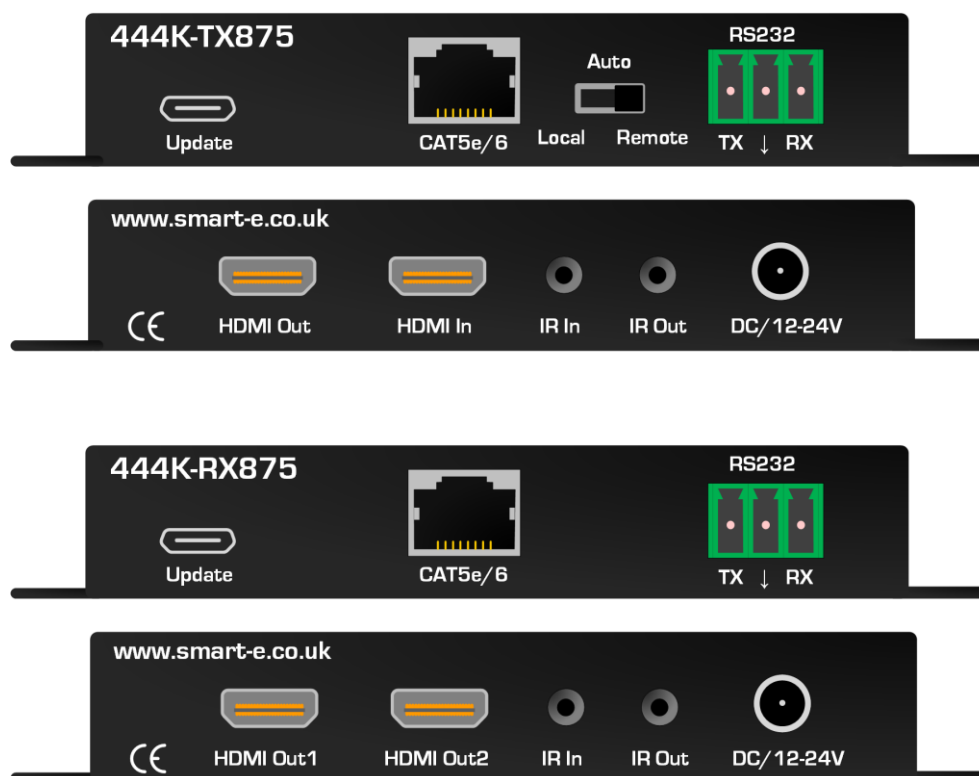 444K-TX875
RS232
Auto
Update
CAT5e/6
Local
Remote
TX ↓ RX
www.smart-e.co.uk
CE
HDMI Out
HDMI In
IR In
IR Out
DC/12-24V
444K-RX875
RS232
Update
CAT5e/6
TX ↓ RX
www.smart-e.co.uk
CE
HDMI Out1
HDMI Out2
IR In
IR Out
DC/12-24V